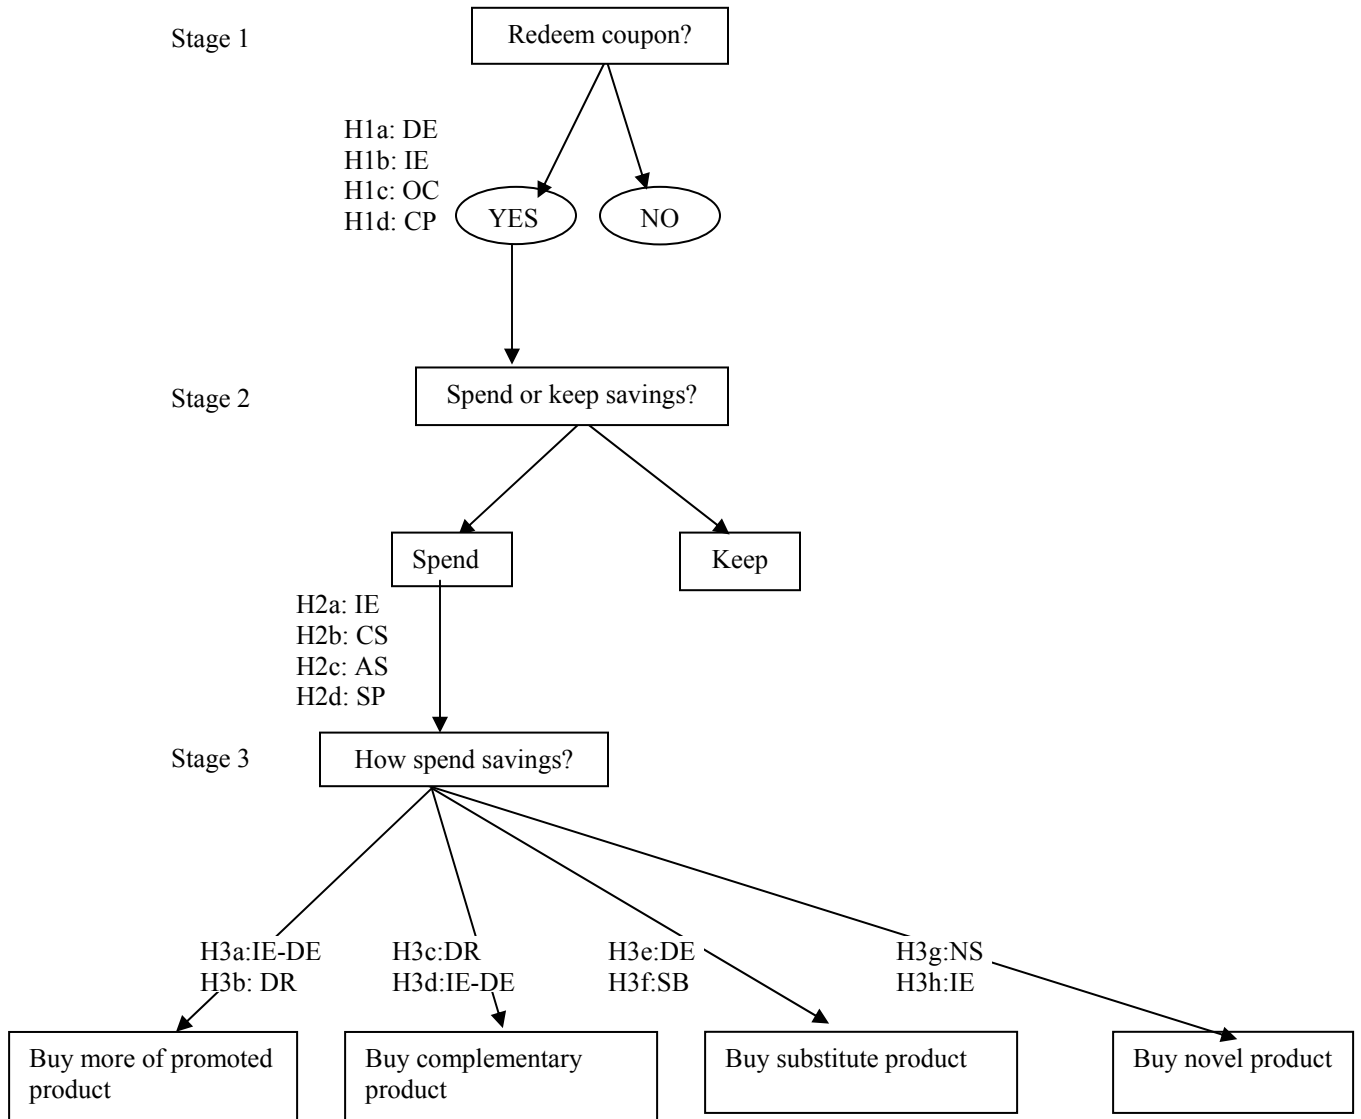 Stage 1
Redeem coupon?
H1a: DE
H1b: IE
H1c: OC
H1d: CP
YES
NO
Stage 2
Spend or keep savings?
Spend
Keep
H2a: IE
H2b: CS
H2c: AS
H2d: SP
Stage 3
How spend savings?
H3a:IE-DE
H3b: DR
H3c:DR
H3d:IE-DE
H3e:DE
H3f:SB
H3g:NS
H3h:IE
Buy more of promoted
product
Buy complementary
product
Buy substitute product
Buy novel product